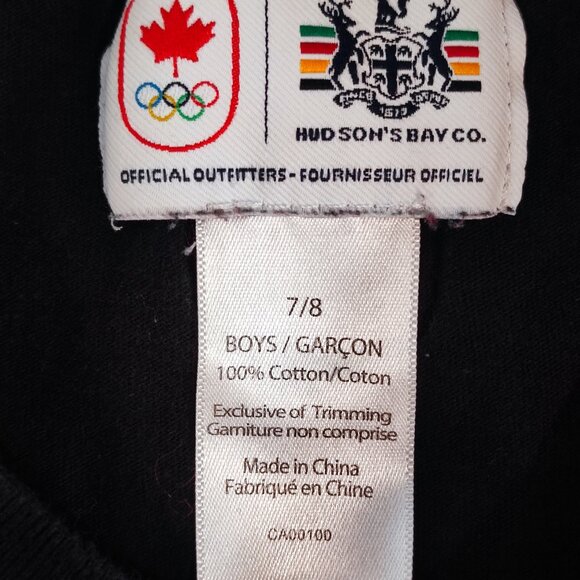 HUDSON'S BAY CO.
OFFICIAL OUTFITTERS - FOURNISSEUR OFFICIEL
7/8
BOYS / GARÇON
100% Cotton/Coton
Exclusive of Trimming
Garniture non comprise
Made in China
Fabriqué en Chine
CA00100